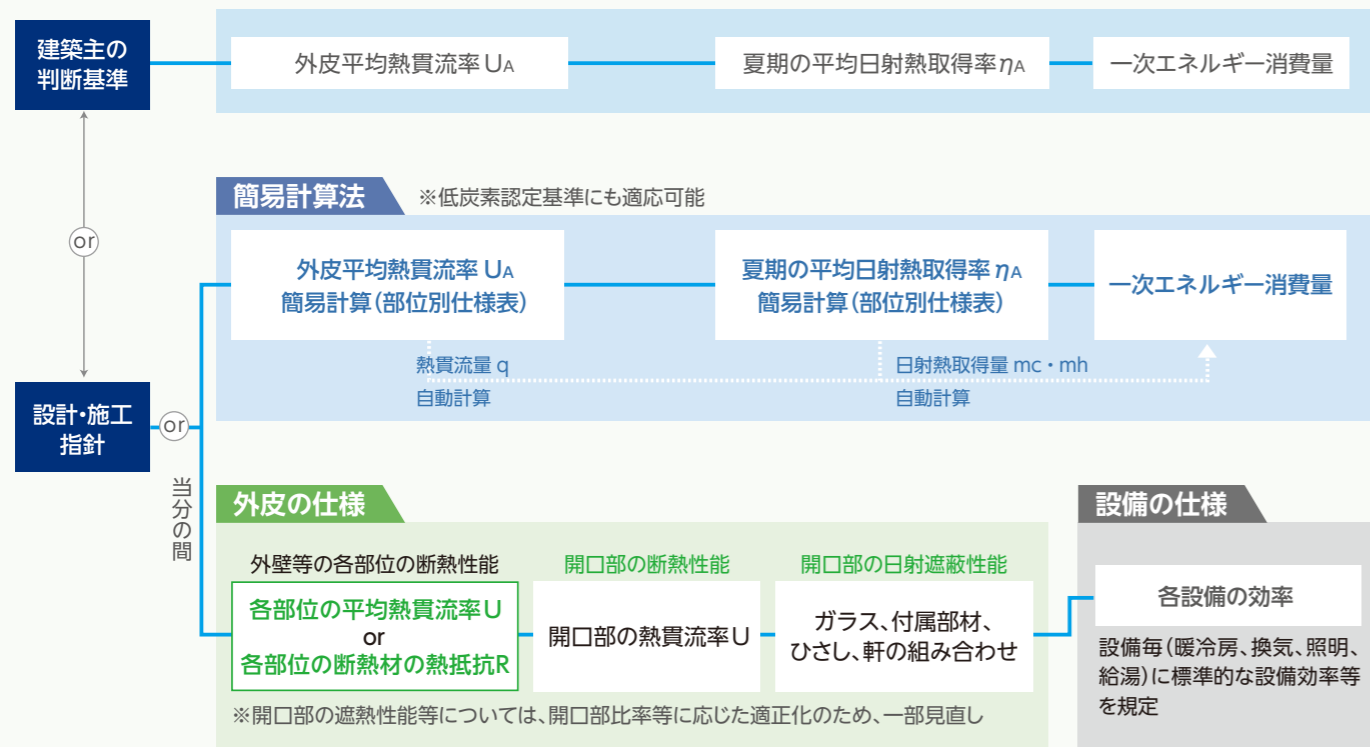 建築主の
判断基準
外皮平均熱貫流率UA
夏期の平均日射熱取得率ηA
一次エネルギー消費量
or
簡易計算法
※低炭素認定基準にも適応可能
外皮平均熱貫流率 UA
簡易計算(部位別仕様表)
夏期の平均日射熱取得率 ηA
簡易計算(部位別仕様表)
一次エネルギー消費量
熱貫流量 q
自動計算
日射熱取得量 mc・mh
自動計算
設計・施工
指針
or
当分の間
外皮の仕様
外壁等の各部位の断熱性能
各部位の平均熱貫流率U
or
各部位の断熱材の熱抵抗R
開口部の断熱性能
開口部の熱貫流率U
開口部の日射遮蔽性能
ガラス、付属部材、
ひさし、軒の組み合わせ
※開口部の遮熱性能等については、開口部比率等に応じた適正化のため、一部見直し
設備の仕様
各設備の効率
設備毎(暖冷房、換気、照明、
給湯)に標準的な設備効率等
を規定